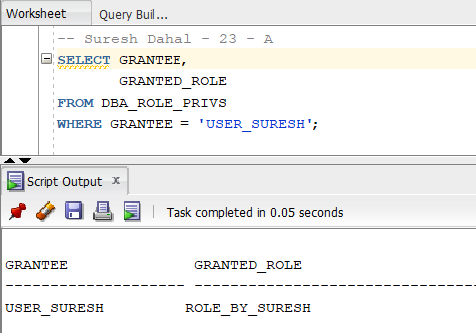 Worksheet Query Buil...
-- Suresh Dahal - 23 - A
SELECT GRANTEE,
GRANTED_ROLE
FROM DBA_ROLE_PRIVS
WHERE GRANTEE = 'USER_SURESH';
Script Output x
Task completed in 0.05 seconds
GRANTEE GRANTED_ROLE
USER_SURESH ROLE_BY_SURESH